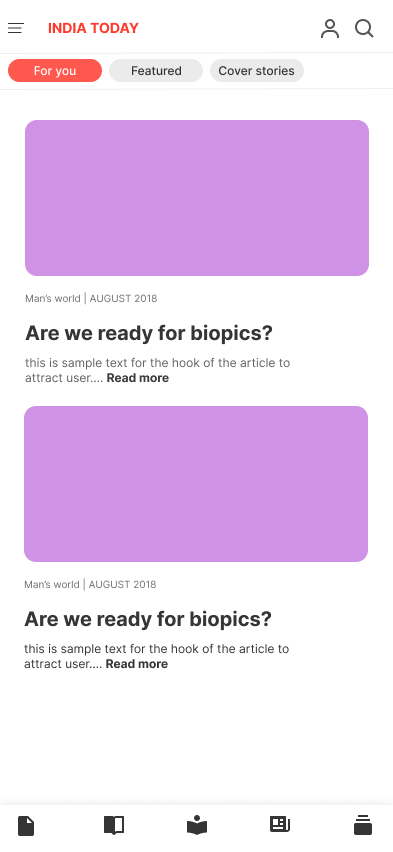 INDIA TODAY
For you
Featured
Cover stories
Man's world | AUGUST 2018
Are we ready for biopics?
this is sample text for the hook of the article to
attract user.... Read more
Man's world | AUGUST 2018
Are we ready for biopics?
this is sample text for the hook of the article to
attract user.... Read more